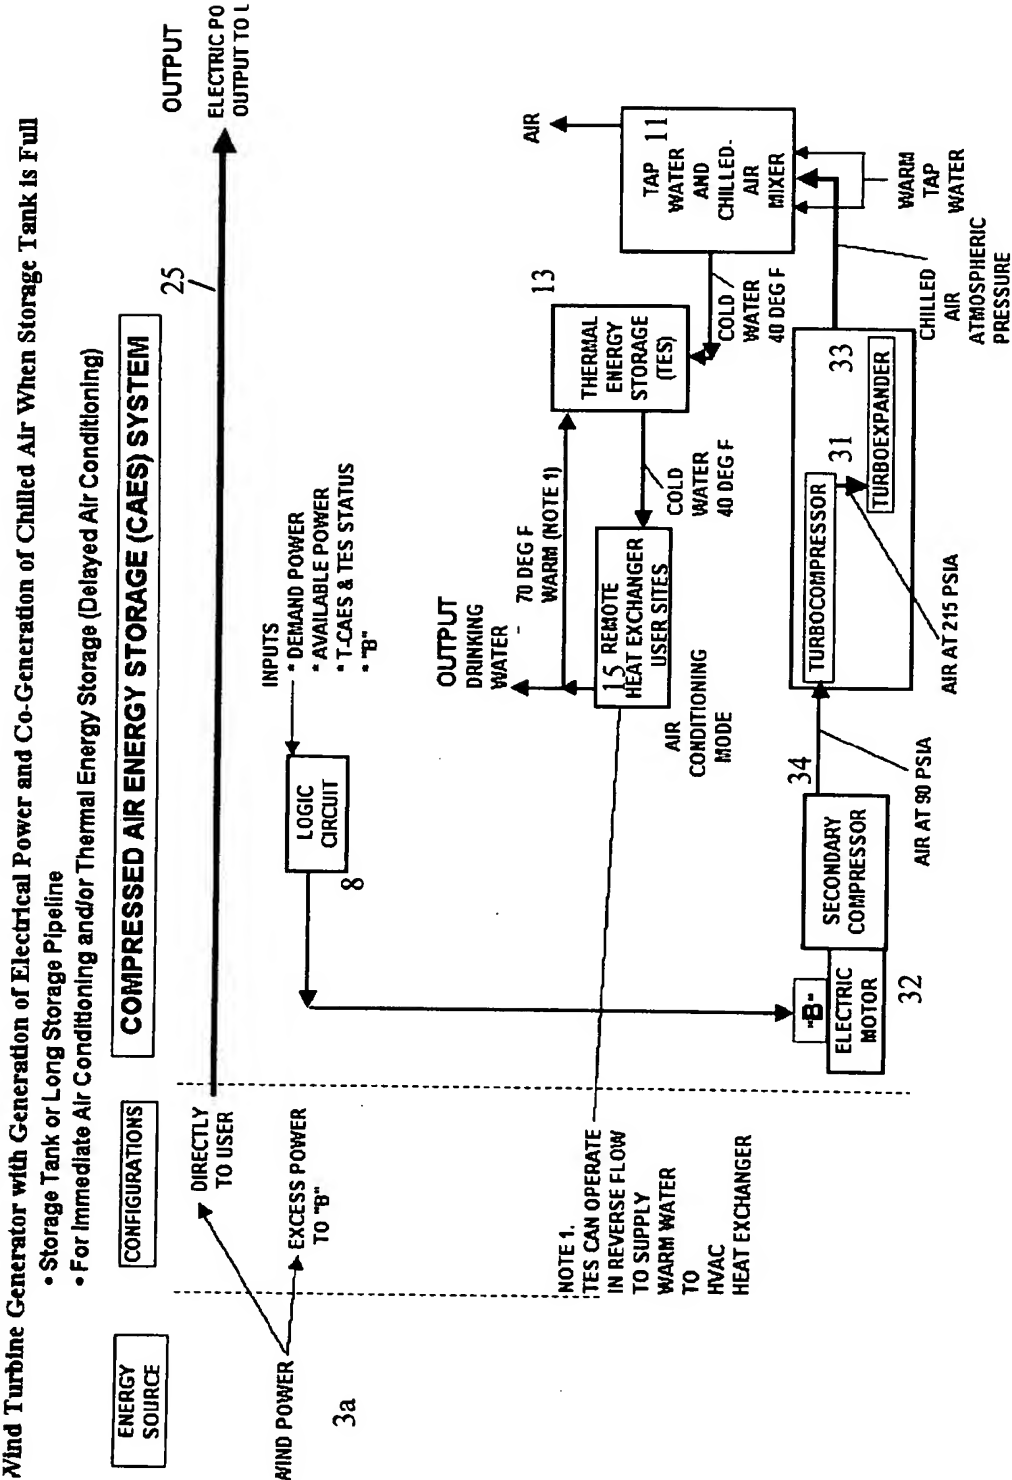 Wind Turbine Generator with Generation of Electrical Power and Co-Generation of Chilled Air When Storage Tank is Full
• Storage Tank or Long Storage Pipeline
• For Immediate Air Conditioning and/or Thermal Energy Storage (Delayed Air Conditioning)
ENERGY
SOURCE
CONFIGURATIONS
COMPRESSED AIR ENERGY STORAGE (CAES) SYSTEM
OUTPUT
ELECTRIC PO
OUTPUT TO U
25
DIRECTLY
TO USER
WIND POWER
3a
EXCESS POWER
TO "B"
LOGIC
CIRCUIT
8
INPUTS
* DEMAND POWER
* AVAILABLE POWER
* T-CAES & TES STATUS
* "B"
OUTPUT
DRINKING
WATER
70 DEG F
WARM (NOTE 1)
15 REMOTE
HEAT EXCHANGER
USER SITES
AIR
CONDITIONING
MODE
COLD
WATER
40 DEG F
13
THERMAL
ENERGY
STORAGE
(TES)
COLD
WATER
40 DEG F
AIR
11
TAP
WATER
AND
CHILLED-
AIR
MIXER
WARM
TAP
WATER
CHILLED
AIR
ATMOSPHERIC
PRESSURE
NOTE 1.
TES CAN OPERATE
IN REVERSE FLOW
TO SUPPLY
WARM WATER
TO
HVAC
HEAT EXCHANGER
"B"
ELECTRIC
MOTOR
32
SECONDARY
COMPRESSOR
34
AIR AT 90 PSIA
TURBOCOMPRESSOR
31
33
TURBOEXPANDER
AIR AT 215 PSIA